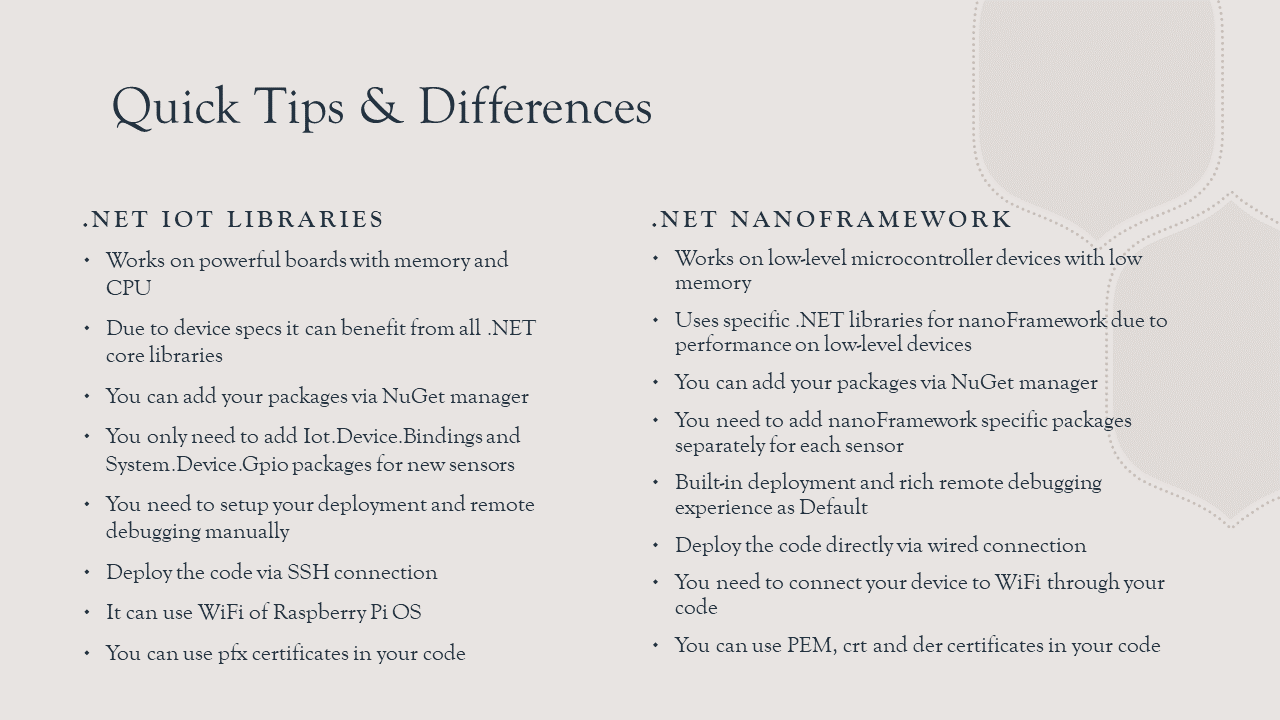 Quick Tips & Differences
.NET IOT LIBRARIES
• Works on powerful boards with memory and
CPU
• Due to device specs it can benefit from all .NET
core libraries
• You can add your packages via NuGet manager
• You only need to add Iot.Device.Bindings and
System.Device.Gpio packages for new sensors
• You need to setup your deployment and remote
debugging manually
• Deploy the code via SSH connection
• It can use WiFi of Raspberry Pi OS
• You can use pfx certificates in your code
.NET NANOFRAMEWORK
• Works on low-level microcontroller devices with low
memory
• Uses specific .NET libraries for nanoFramework due to
performance on low-level devices
• You can add your packages via NuGet manager
• You need to add nanoFramework specific packages
separately for each sensor
• Built-in deployment and rich remote debugging
experience as Default
• Deploy the code directly via wired connection
• You need to connect your device to WiFi through your
code
• You can use PEM, crt and der certificates in your code